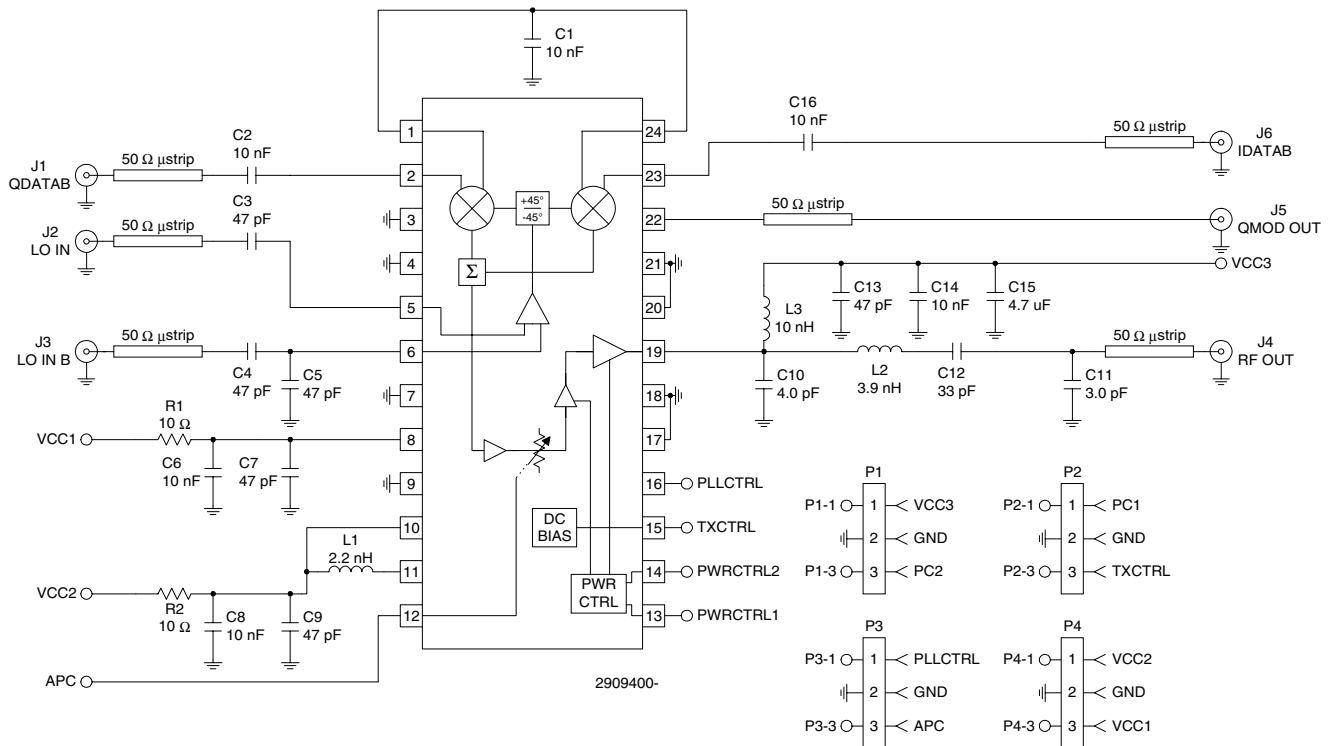 C1
10 nF
C16
10 nF
1
24
C2
10 nF
50 Ω µstrip
J6
IDATAB
J1
QDATAB
50 Ω µstrip
2
23
C3
47 pF
+45°
-45°
50 Ω µstrip
J5
QMOD OUT
3
22
J2
LO IN
50 Ω µstrip
4
Σ
21
VCC3
5
20
L3
10 nH
C13
47 pF
C14
10 nF
C15
4.7 uF
J3
LO IN B
50 Ω µstrip
6
19
50 Ω µstrip
J4
RF OUT
C4
47 pF
C5
47 pF
C10
4.0 pF
L2
3.9 nH
C12
33 pF
C11
3.0 pF
7
18
R1
10 Ω
VCC1
8
17
C6
10 nF
C7
47 pF
9
16
PLLCTRL
10
DC
BIAS
15
TXCTRL
L1
2.2 nH
11
14
PWRCTRL2
VCC2
R2
10 Ω
C8
10 nF
C9
47 pF
PWR
CTRL
12
13
PWRCTRL1
APC
2909400-
P1
P1-1
1
VCC3
2
GND
P1-3
3
PC2
P2
P2-1
1
PC1
2
GND
P2-3
3
TXCTRL
P3
P3-1
1
PLLCTRL
2
GND
P3-3
3
APC
P4
P4-1
1
VCC2
2
GND
P4-3
3
VCC1